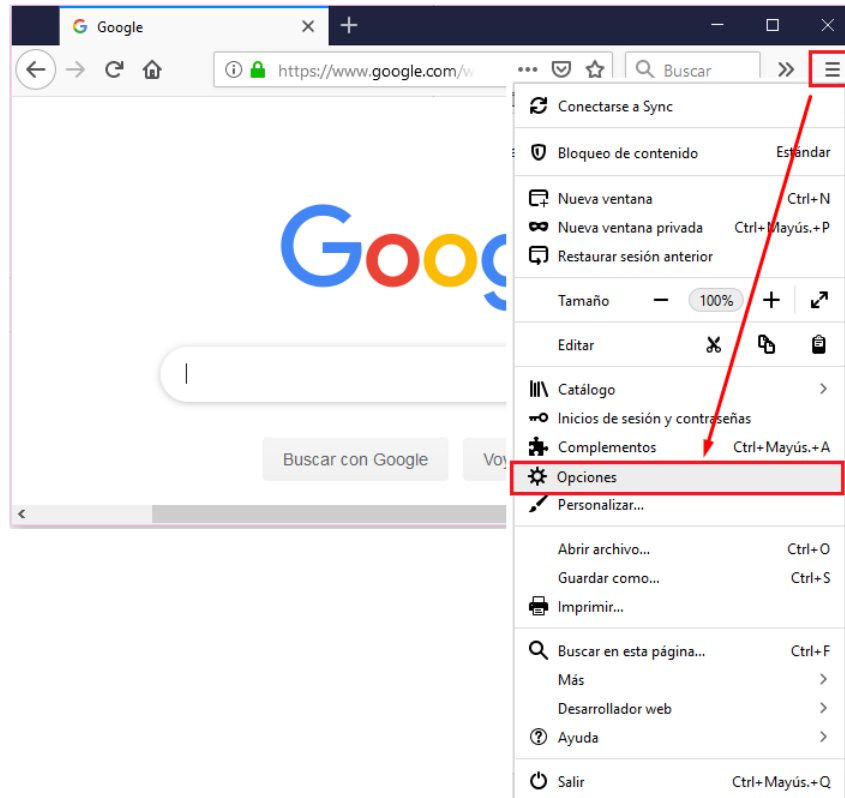 Google
https://www.google.com/w
Buscar
Conectarse a Sync
Bloqueo de contenido Estándar
Nueva ventana Ctrl+N
Nueva ventana privada Ctrl+Mayús.+P
Restaurar sesión anterior
Goog
Tamaño 100%
Editar
Catálogo
Inicios de sesión y contraseñas
Complementos Ctrl+Mayús.+A
Buscar con Google Voy
Opciones
Personalizar...
Abrir archivo... Ctrl+O
Guardar como... Ctrl+S
Imprimir...
Buscar en esta página... Ctrl+F
Más
Desarrollador web
Ayuda
Salir Ctrl+Mayús.+Q